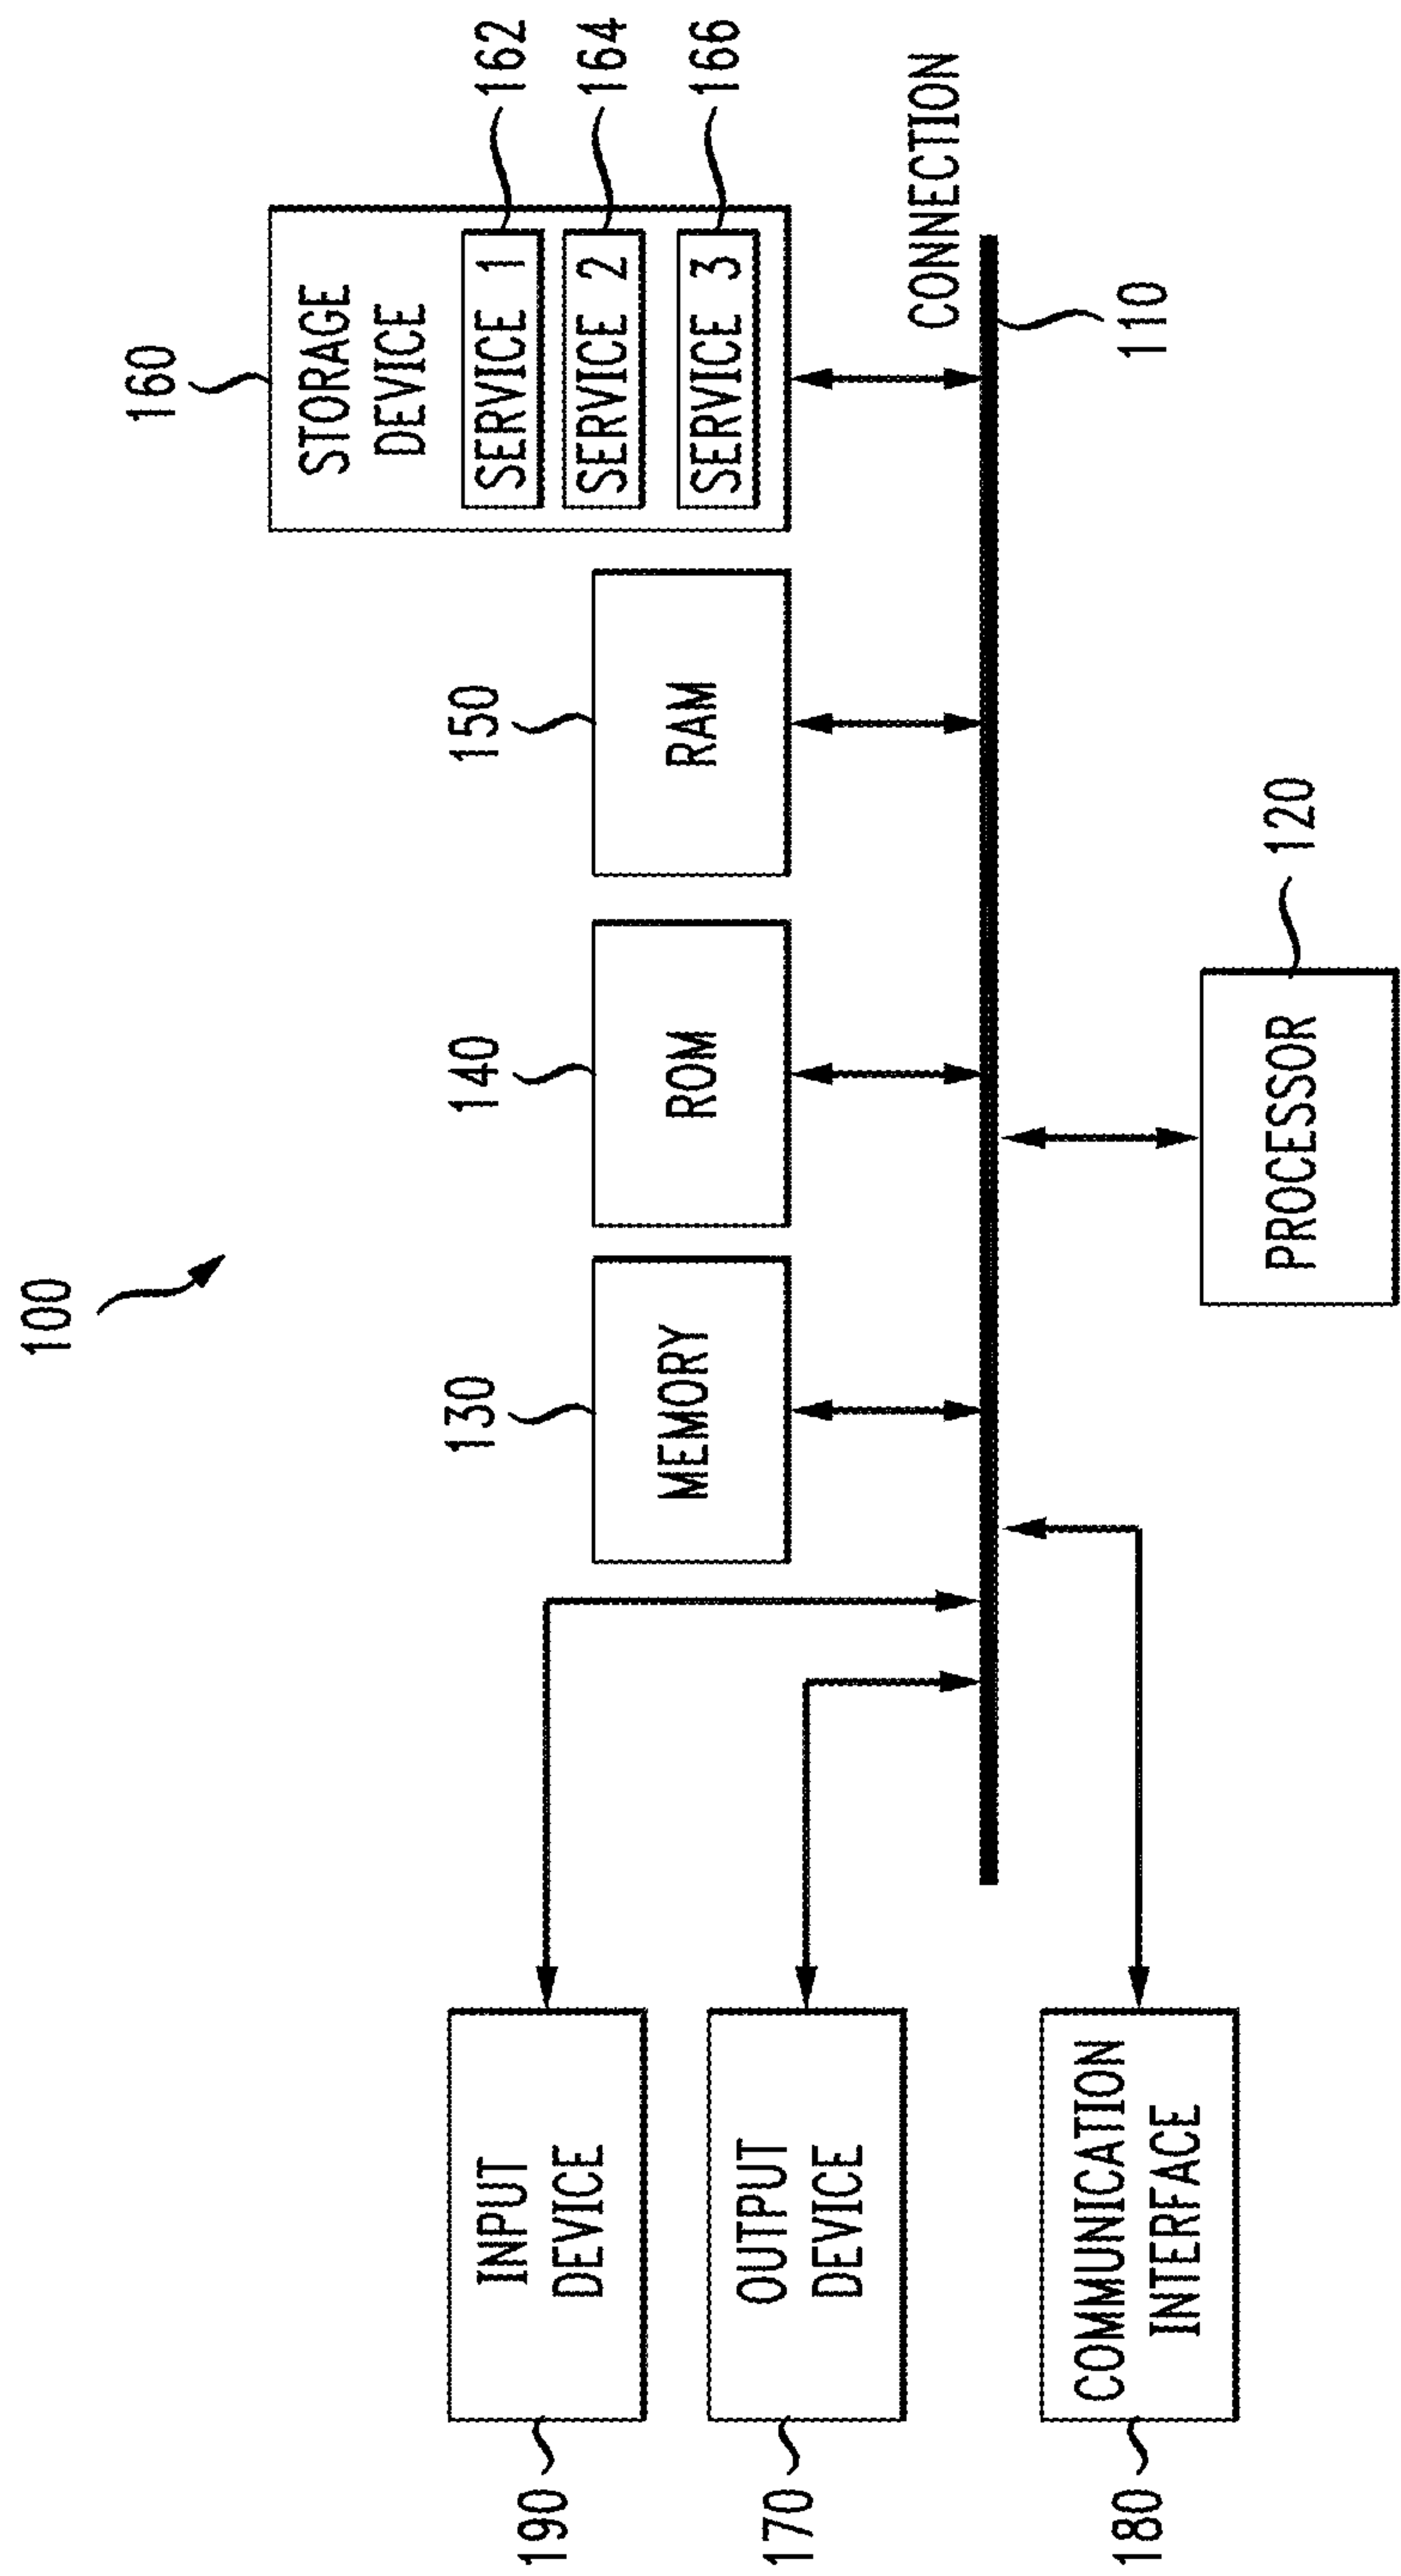 100
160
STORAGE
DEVICE
SERVICE 1
162
SERVICE 2
164
SERVICE 3
166
150
RAM
140
ROM
130
MEMORY
190
INPUT
DEVICE
170
OUTPUT
DEVICE
CONNECTION
110
180
COMMUNICATION
INTERFACE
PROCESSOR
120